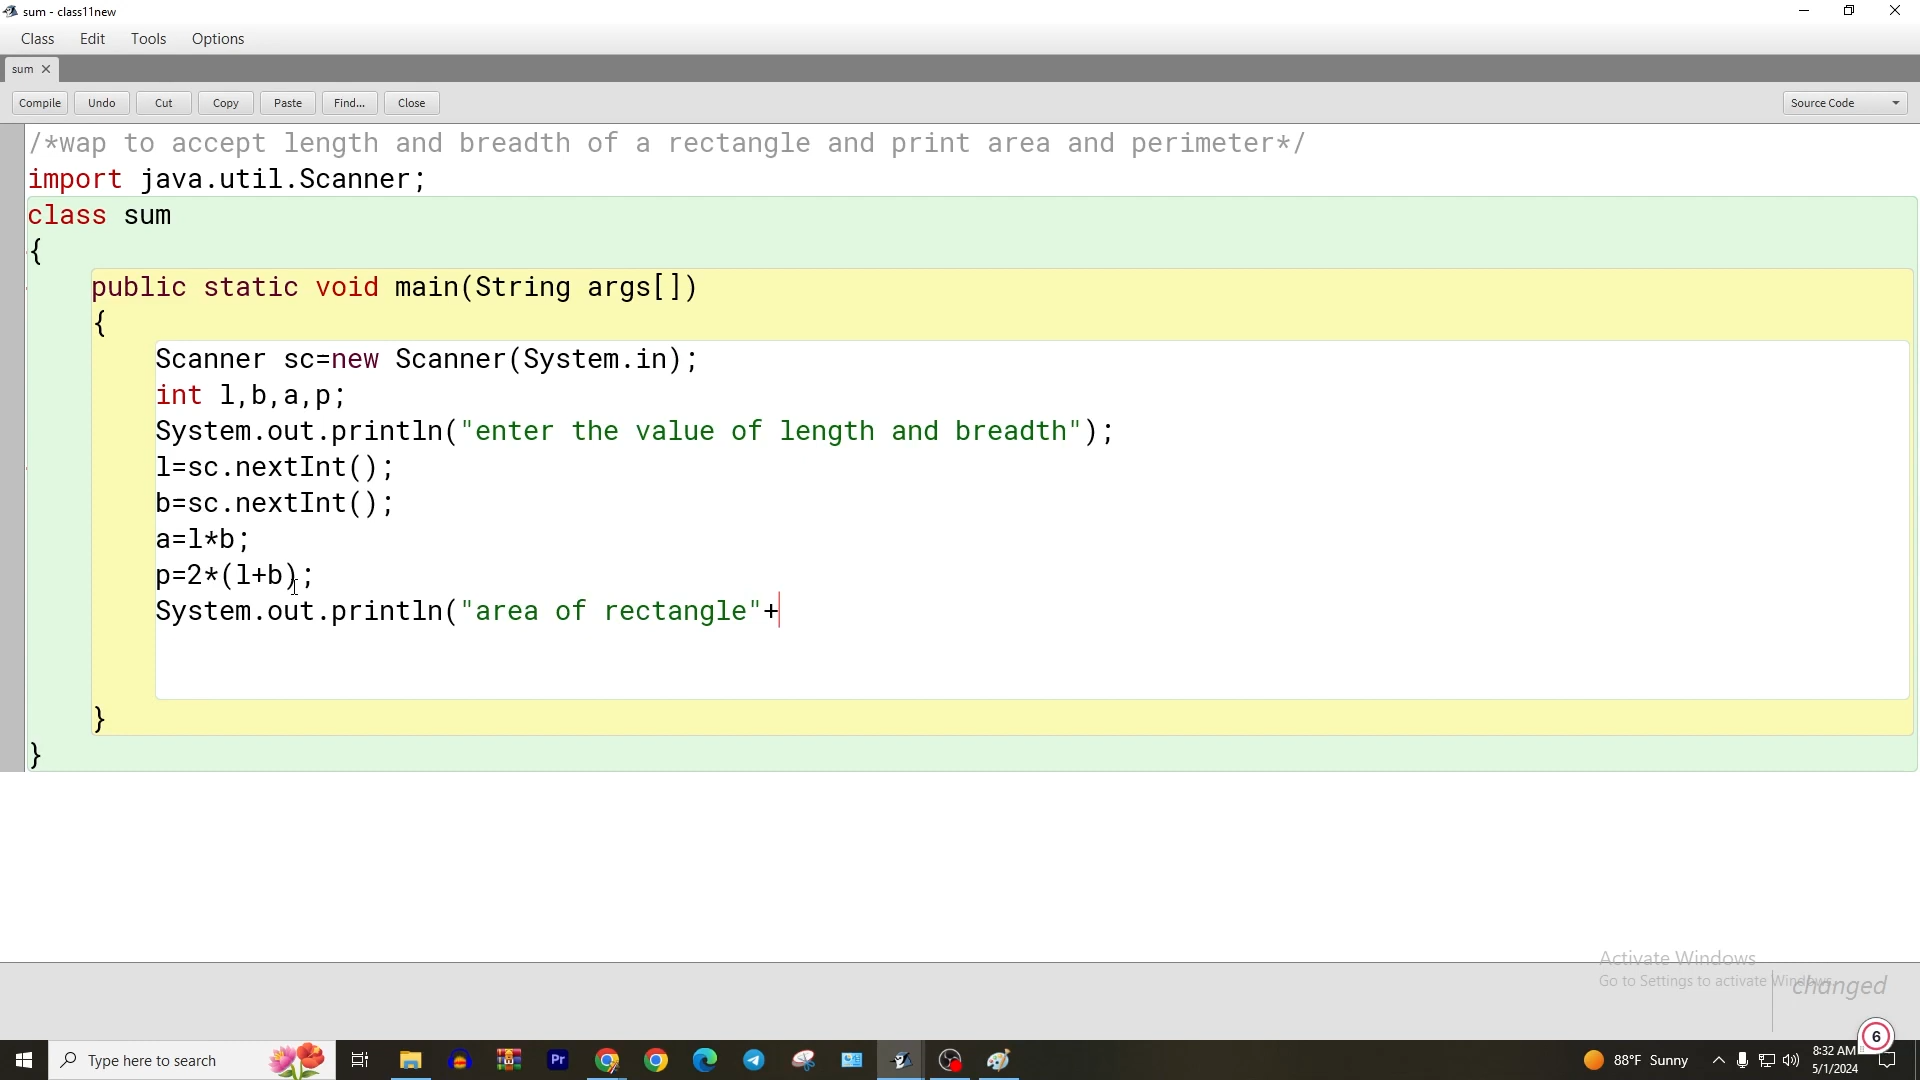 sum - class11new
Class Edit Tools Options
sum
Compile Undo Cut Copy Paste Find... Close Source Code
/*wap to accept length and breadth of a rectangle and print area and perimeter*/
import java.util.Scanner;
class sum
{
public static void main(String args[])
{
Scanner sc=new Scanner(System.in);
int l,b,a,p;
System.out.println("enter the value of length and breadth");
l=sc.nextInt();
b=sc.nextInt();
a=l*b;
p=2*(l+b);
System.out.println("area of rectangle"+
}
}
Activate Windows
Go to Settings to activate Windows.
changed
6
Type here to search
Pr
88°F Sunny
8:32 AM
5/1/2024